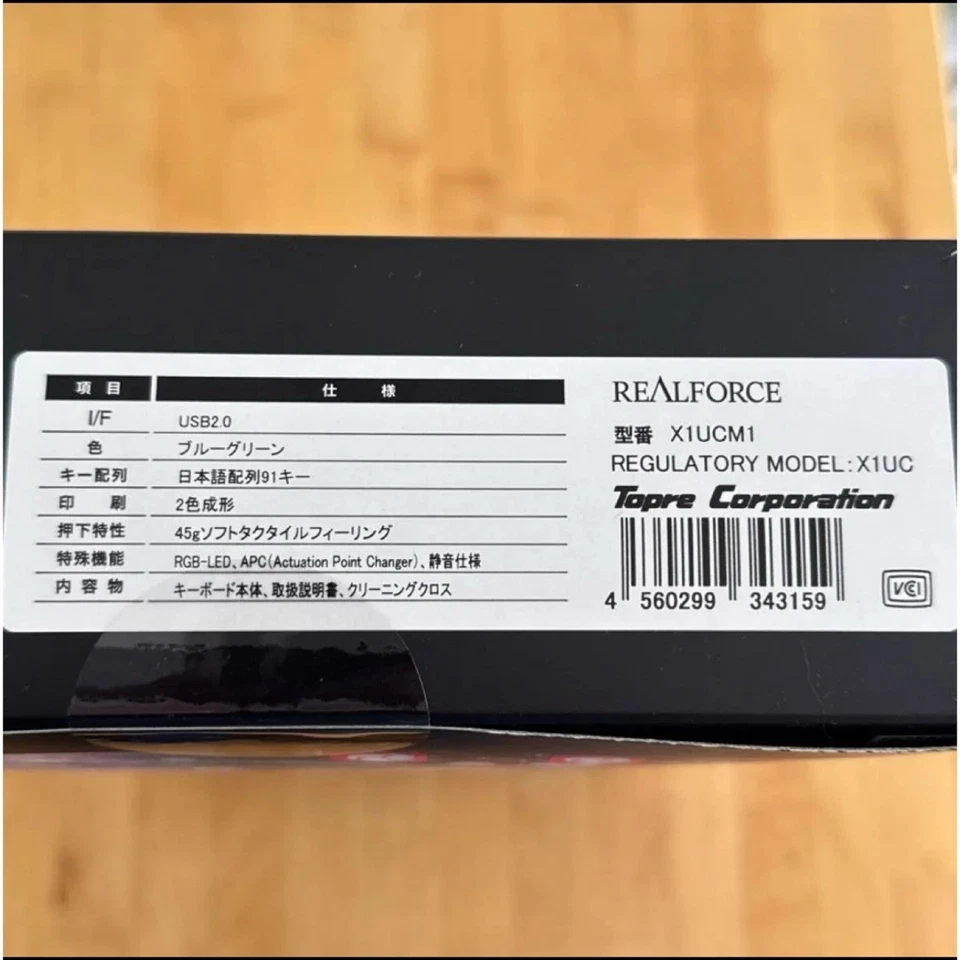 項目 仕様
I/F USB2.0
色 ブルーグリーン
キー配列 日本語配列91キー
印刷 2色成形
押下特性 45gソフトタクタイルフィーリング
特殊機能 RGB-LED、APC(Actuation Point Changer)、静音仕様
内容物 キーボード本体、取扱説明書、クリーニングクロス
REALFORCE
型番 X1UCM1
REGULATORY MODEL:X1UC
Topre Corporation
4 560299 343159
VCI